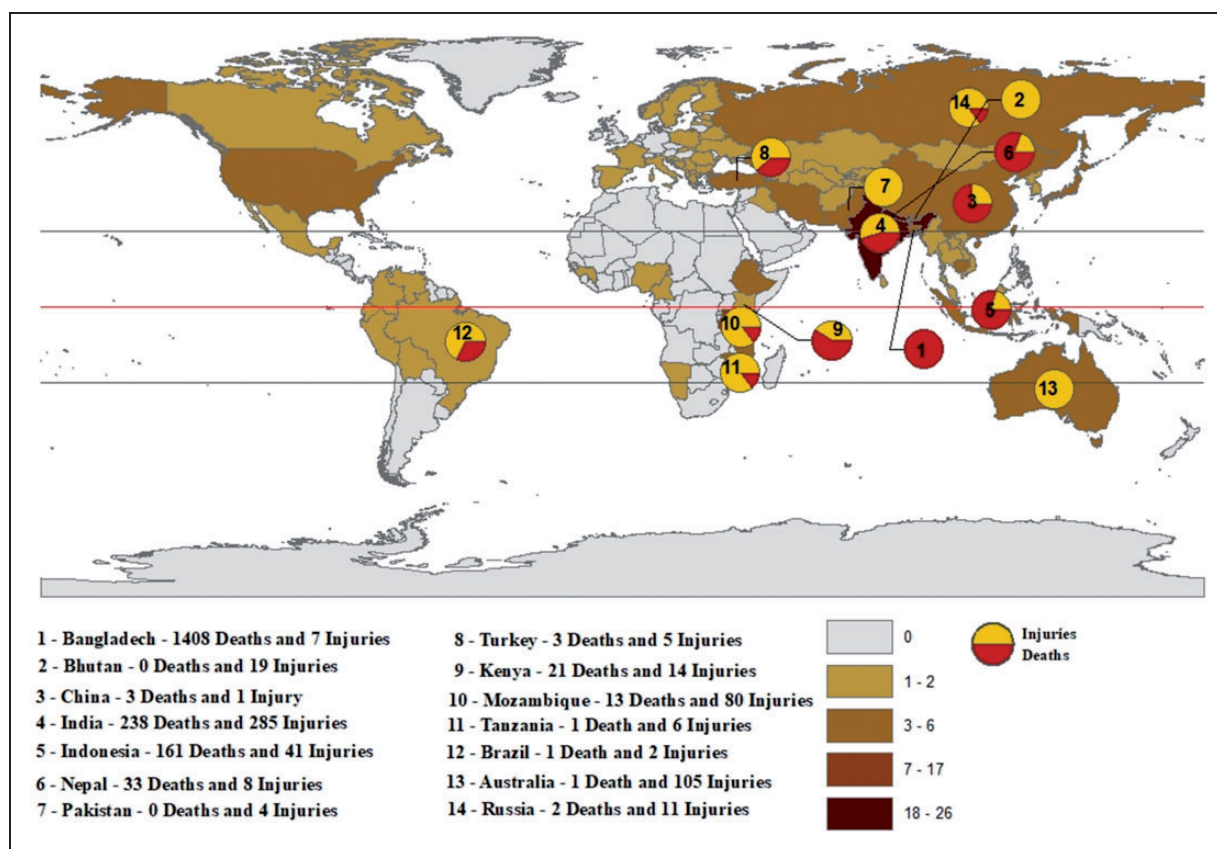 14
2
8
6
7
3
4
5
10
9
12
1
11
13
1 - Bangladech - 1408 Deaths and 7 Injuries
2 - Bhutan - 0 Deaths and 19 Injuries
3 - China - 3 Deaths and 1 Injury
4 - India - 238 Deaths and 285 Injuries
5 - Indonesia - 161 Deaths and 41 Injuries
6 - Nepal - 33 Deaths and 8 Injuries
7 - Pakistan - 0 Deaths and 4 Injuries
8 - Turkey - 3 Deaths and 5 Injuries
9 - Kenya - 21 Deaths and 14 Injuries
10 - Mozambique - 13 Deaths and 80 Injuries
11 - Tanzania - 1 Death and 6 Injuries
12 - Brazil - 1 Death and 2 Injuries
13 - Australia - 1 Death and 105 Injuries
14 - Russia - 2 Deaths and 11 Injuries
0
1 - 2
3 - 6
7 - 17
18 - 26
Injuries
Deaths